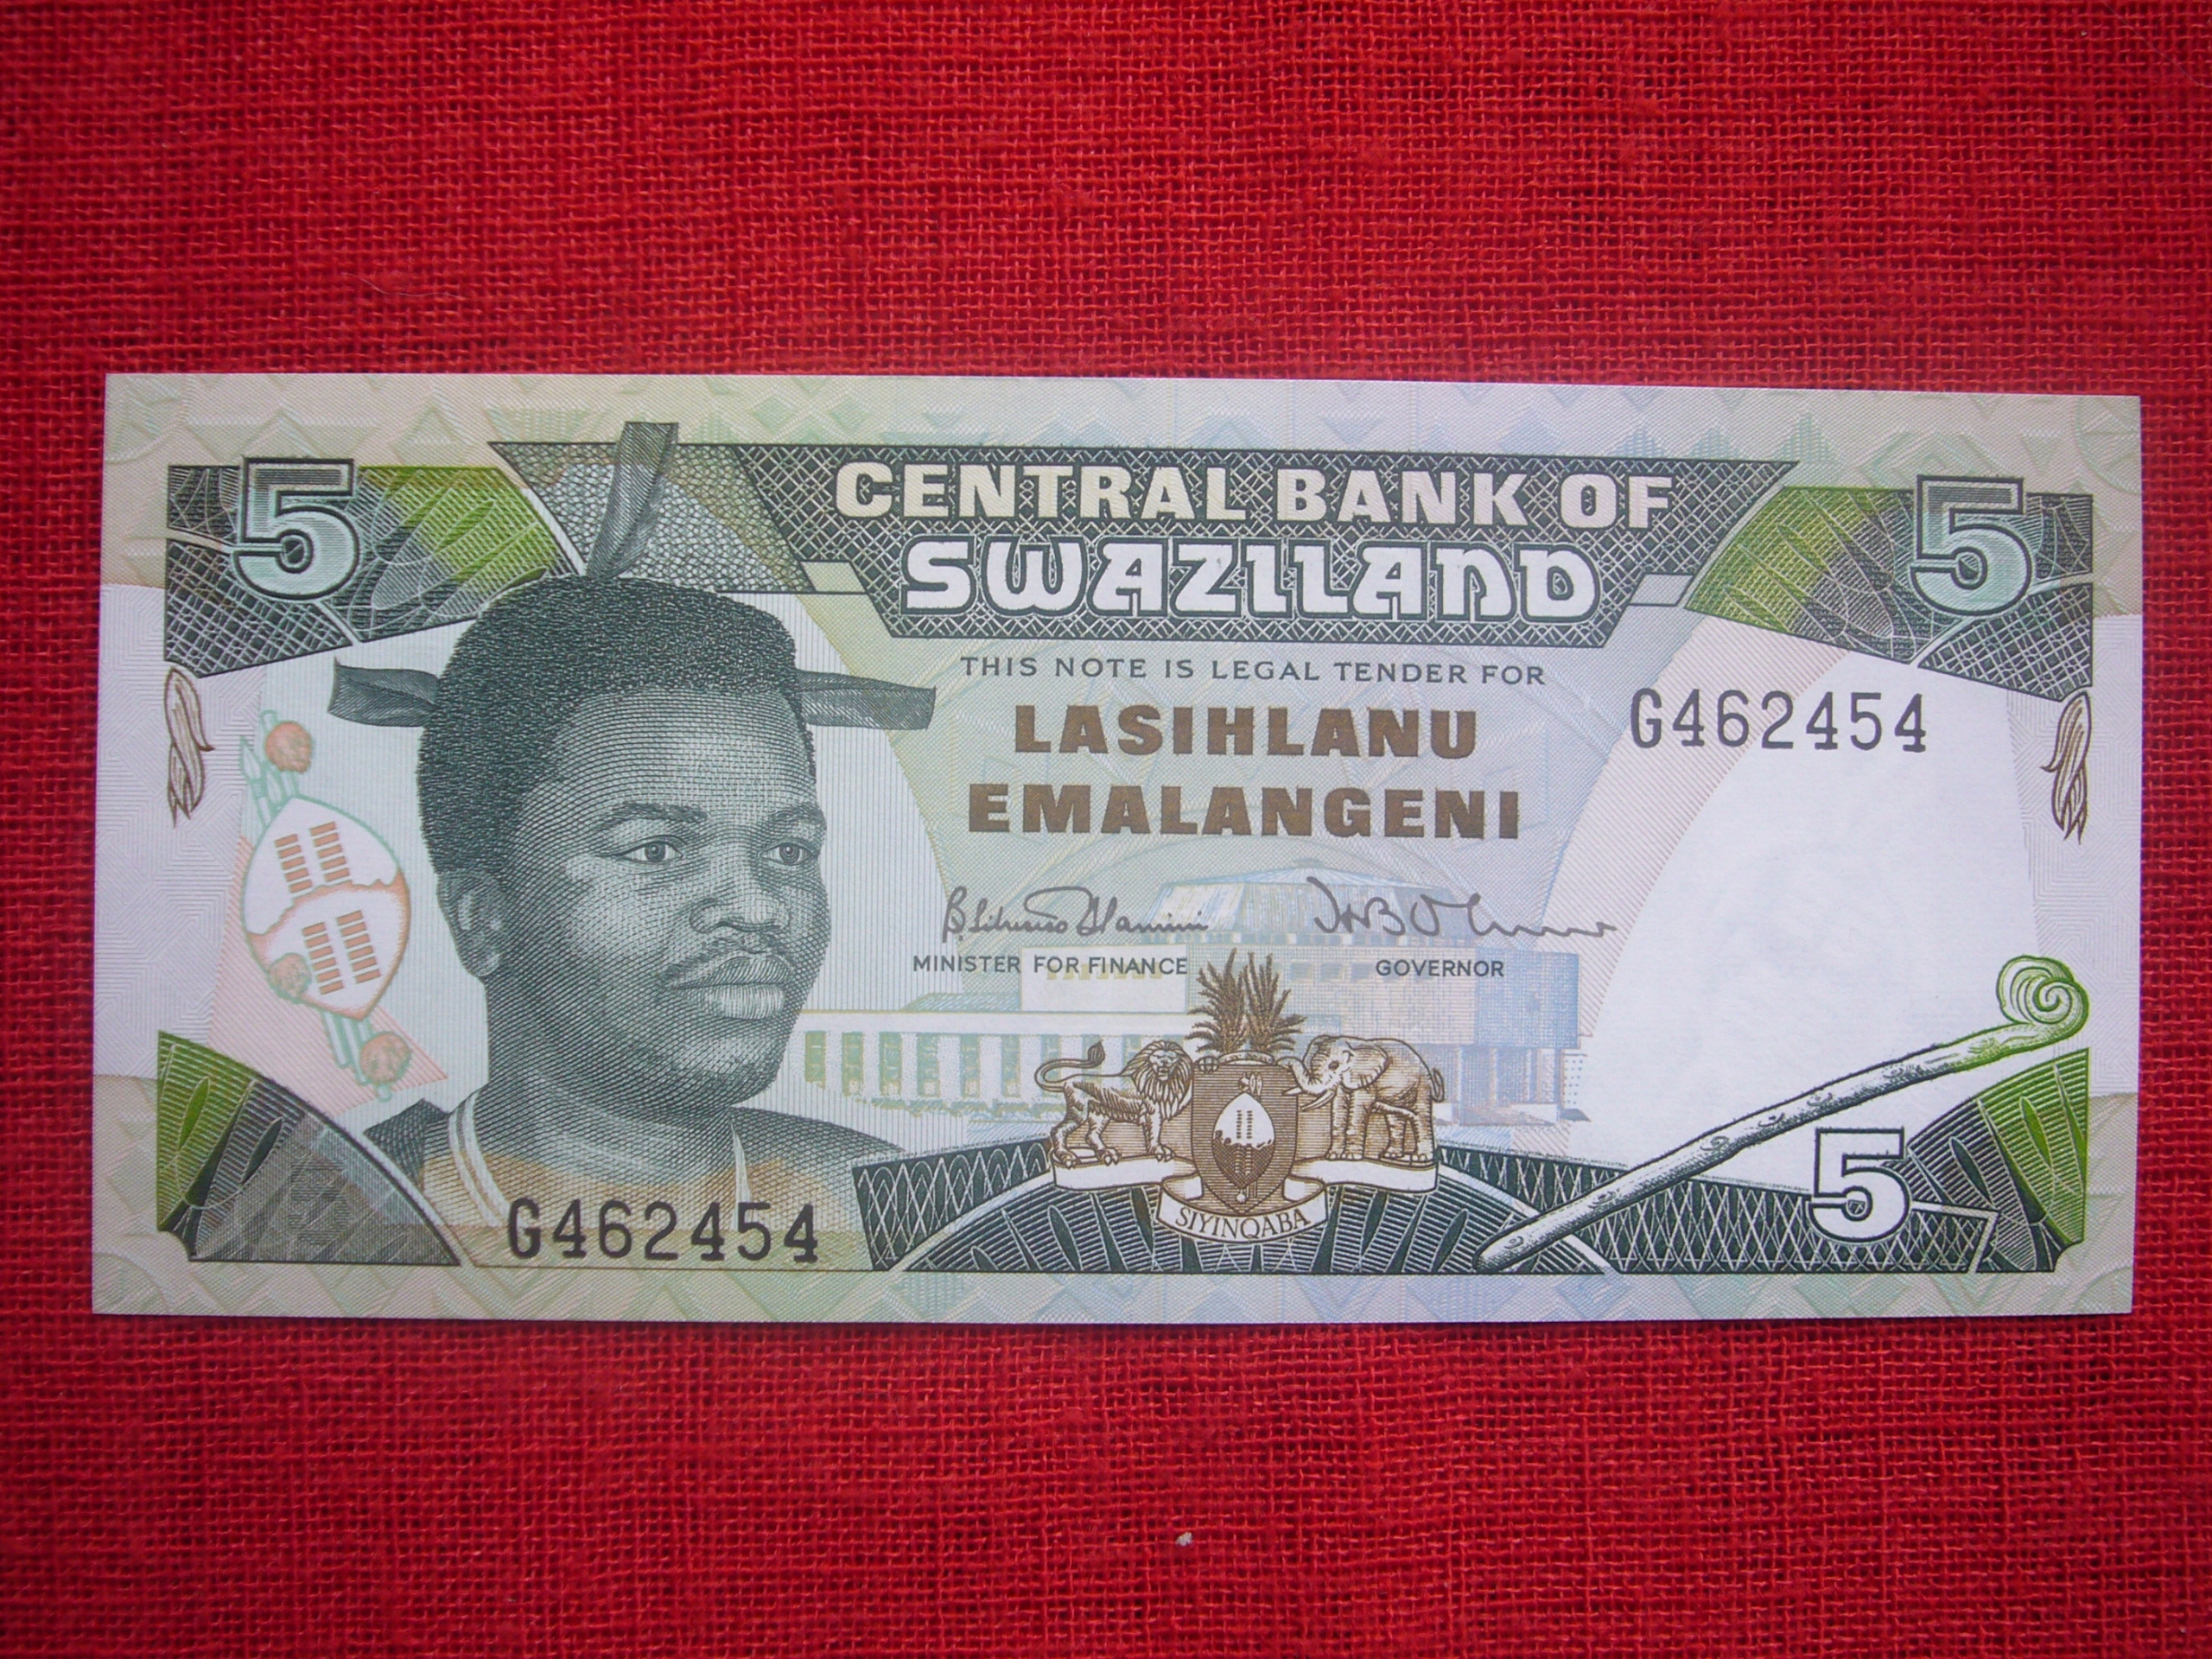 5
CENTRAL BANK OF
SWAZILAND
5
THIS NOTE IS LEGAL TENDER FOR
LASIHLANU
EMALANGENI
G462454
MINISTER FOR FINANCE
GOVERNOR
SIYINQABA
G462454
5